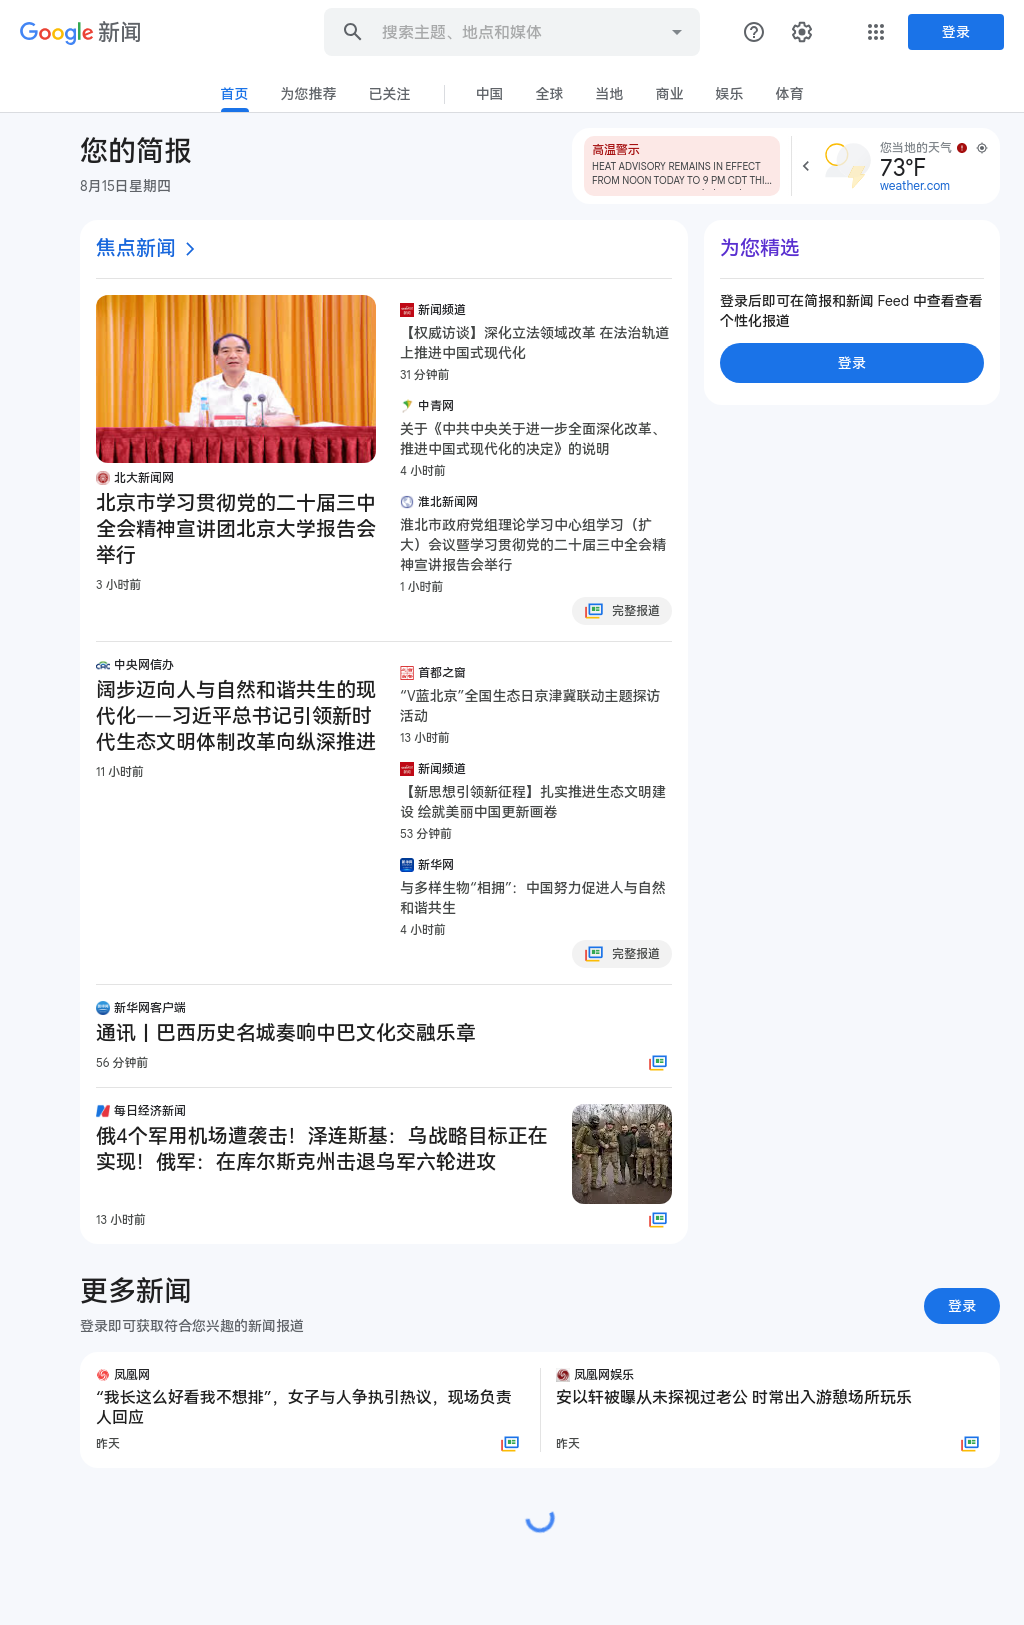 Google 新闻
搜索主题、地点和媒体
登录
首页
为您推荐
已关注
中国
全球
当地
商业
娱乐
体育
您的简报
8月15日星期四
高温警示
HEAT ADVISORY REMAINS IN EFFECT
FROM NOON TODAY TO 9 PM CDT THI...
您当地的天气
73°F
weather.com
焦点新闻
北大新闻网
北京市学习贯彻党的二十届三中
全会精神宣讲团北京大学报告会
举行
3 小时前
新闻频道
【权威访谈】深化立法领域改革 在法治轨道
上推进中国式现代化
31 分钟前
中青网
关于《中共中央关于进一步全面深化改革、
推进中国式现代化的决定》的说明
4 小时前
淮北新闻网
淮北市政府党组理论学习中心组学习（扩
大）会议暨学习贯彻党的二十届三中全会精
神宣讲报告会举行
1 小时前
完整报道
中央网信办
阔步迈向人与自然和谐共生的现
代化——习近平总书记引领新时
代生态文明体制改革向纵深推进
11 小时前
首都之窗
“V蓝北京”全国生态日京津冀联动主题探访
活动
13 小时前
新闻频道
【新思想引领新征程】扎实推进生态文明建
设 绘就美丽中国更新画卷
53 分钟前
新华网
与多样生物“相拥”：中国努力促进人与自然
和谐共生
4 小时前
完整报道
新华网客户端
通讯丨巴西历史名城奏响中巴文化交融乐章
56 分钟前
每日经济新闻
俄4个军用机场遭袭击！泽连斯基：乌战略目标正在
实现！俄军：在库尔斯克州击退乌军六轮进攻
13 小时前
为您精选
登录后即可在简报和新闻 Feed 中查看查看
个性化报道
登录
更多新闻
登录即可获取符合您兴趣的新闻报道
登录
凤凰网
“我长这么好看我不想排”，女子与人争执引热议，现场负责
人回应
昨天
凤凰网娱乐
安以轩被曝从未探视过老公 时常出入游憩场所玩乐
昨天